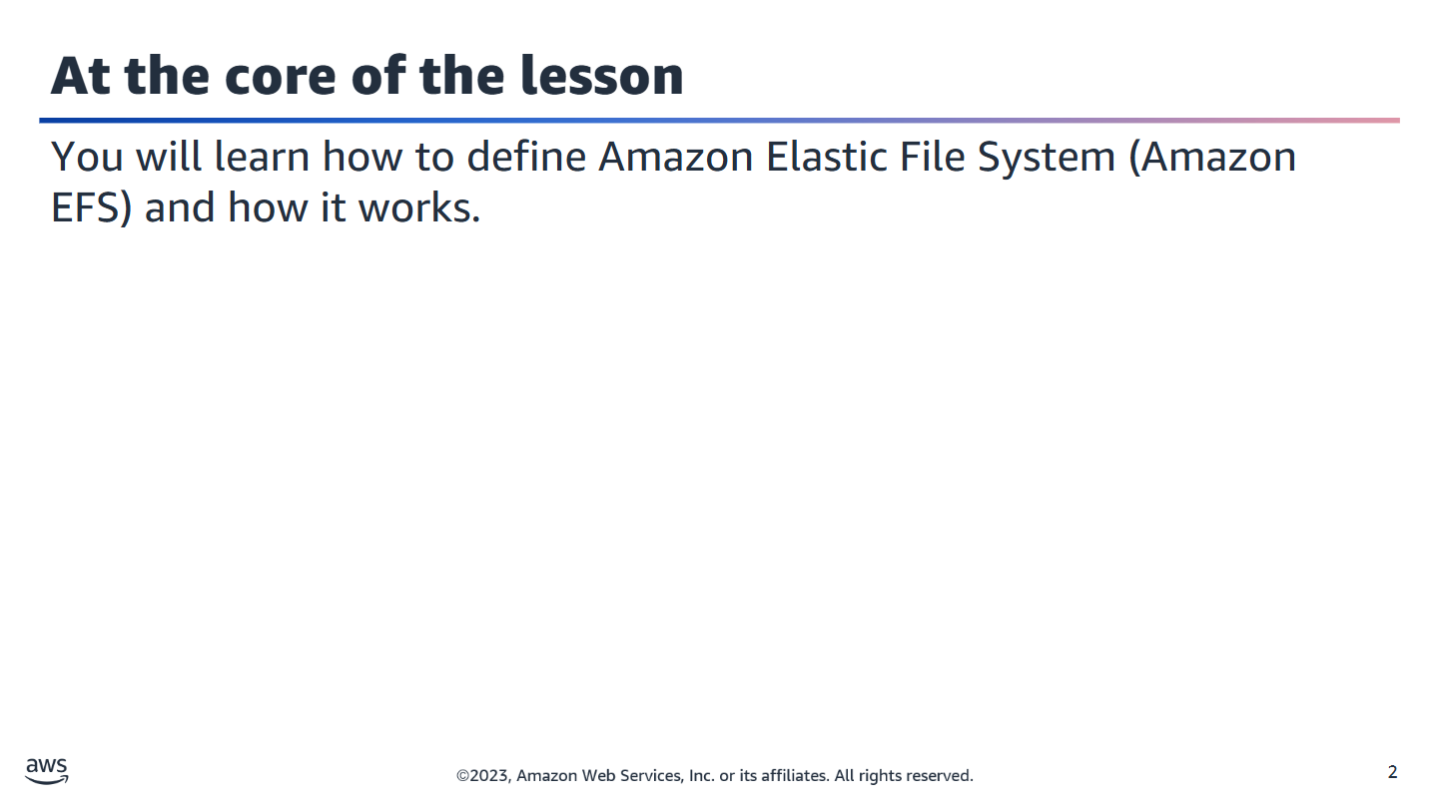 At the core of the lesson
You will learn how to define Amazon Elastic File System (Amazon
EFS) and how it works.
aws
©2023, Amazon Web Services, Inc. or its affiliates. All rights reserved.
2